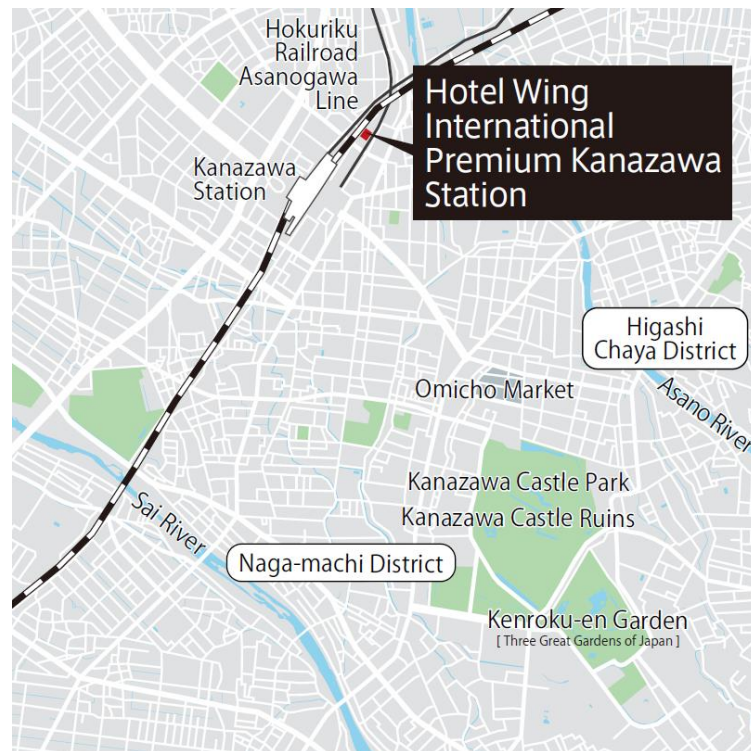 Hokuriku
Railroad
Asanogawa
Line
Hotel Wing
International
Premium Kanazawa
Station
Kanazawa
Station
Higashi
Chaya District
Omicho Market
Asano River
Kanazawa Castle Park
Kanazawa Castle Ruins
Sai River
Naga-machi District
Kenroku-en Garden
[ Three Great Gardens of Japan ]